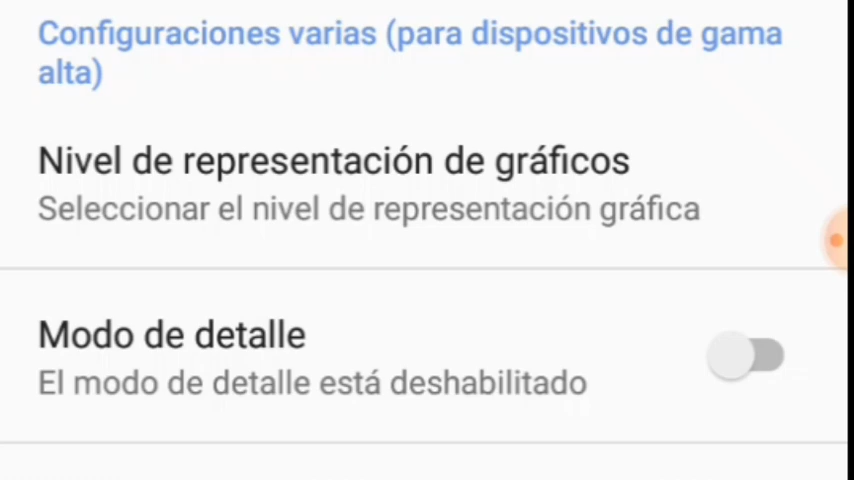 Configuraciones varias (para dispositivos de gama
alta)
Nivel de representación de gráficos
Seleccionar el nivel de representación gráfica
Modo de detalle
El modo de detalle está deshabilitado